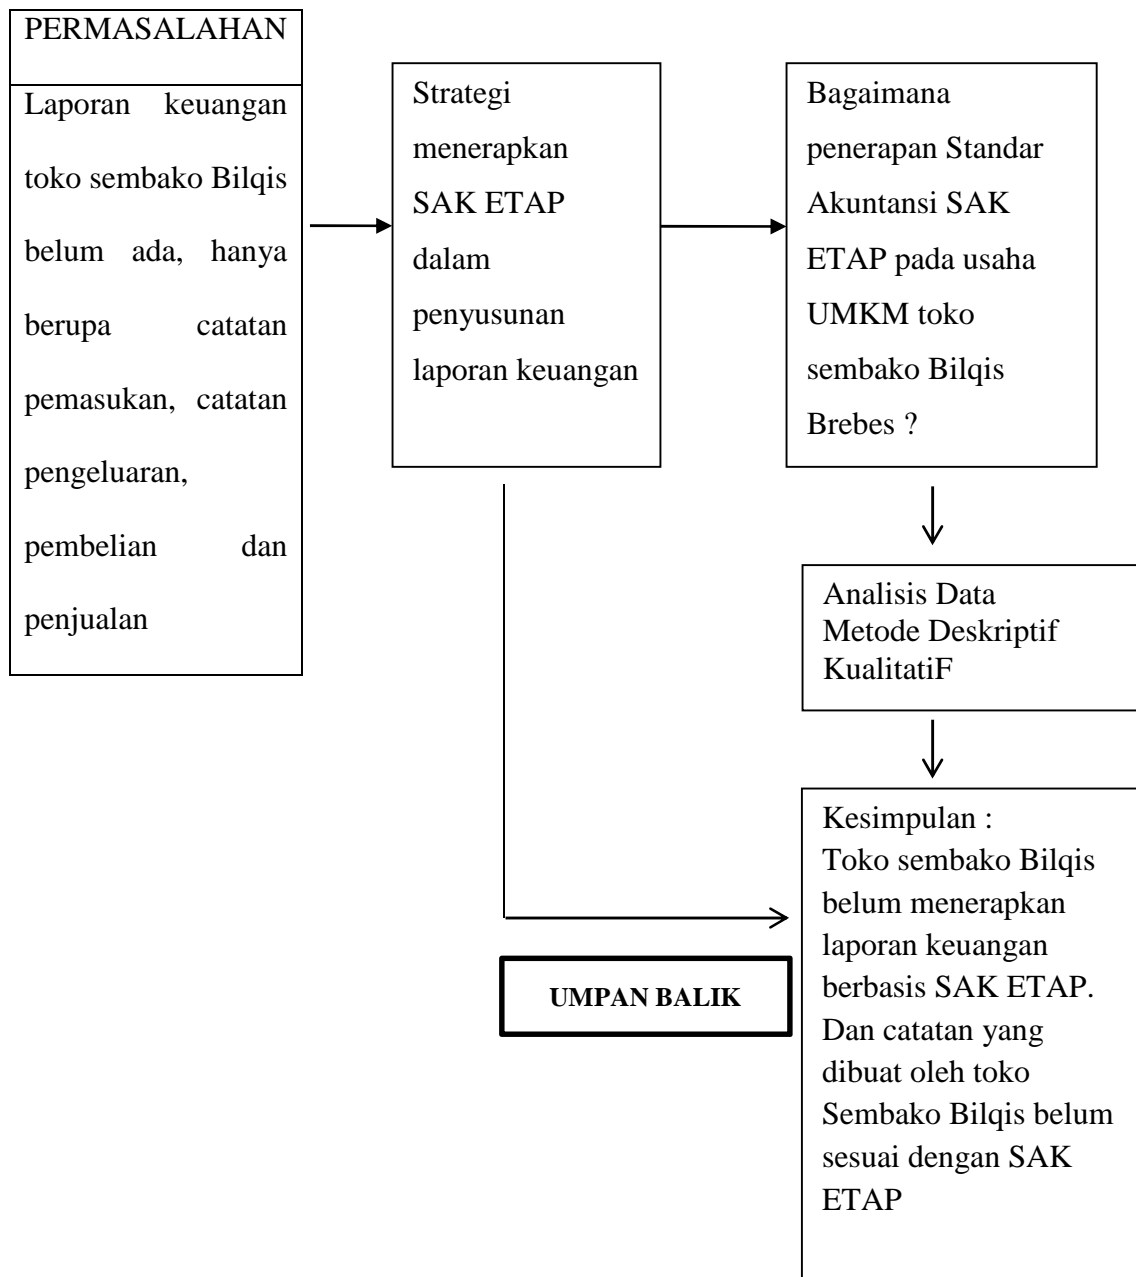 PERMASALAHAN
Laporan keuangan
toko sembako Bilqis
belum ada, hanya
berupa catatan
pemasukan, catatan
pengeluaran,
pembelian dan
penjualan
Strategi
menerapkan
SAK ETAP
dalam
penyusunan
laporan keuangan
Bagaimana
penerapan Standar
Akuntansi SAK
ETAP pada usaha
UMKM toko
sembako Bilqis
Brebes ?
Analisis Data
Metode Deskriptif
KualitatiF
Kesimpulan :
Toko sembako Bilqis
belum menerapkan
laporan keuangan
berbasis SAK ETAP.
Dan catatan yang
dibuat oleh toko
Sembako Bilqis belum
sesuai dengan SAK
ETAP
UMPAN BALIK